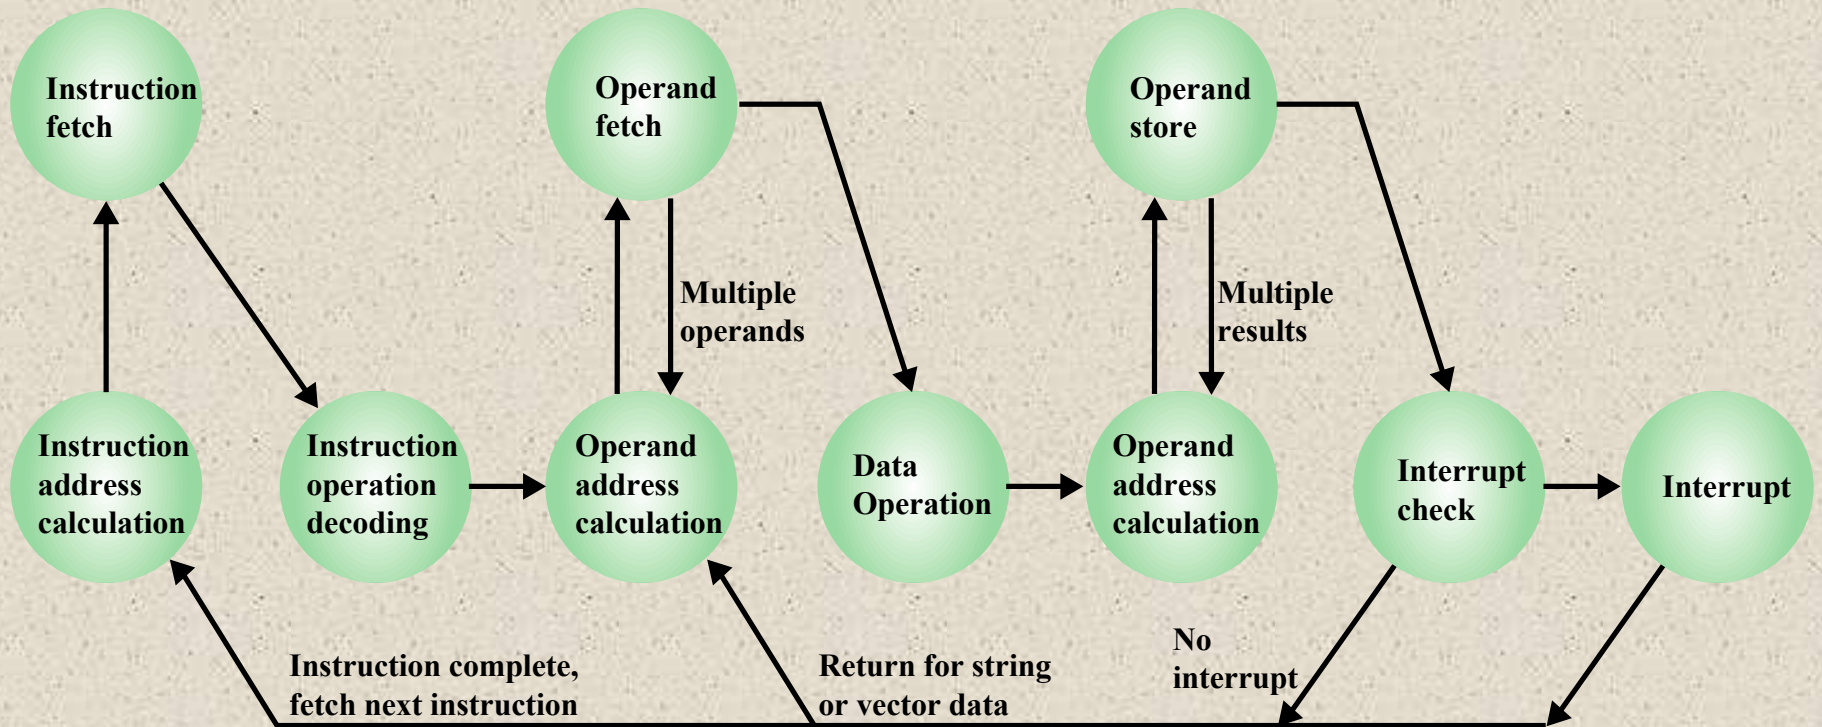 Instruction
fetch
Operand
fetch
Operand
store
Multiple
operands
Multiple
results
Instruction
address
calculation
Instruction
operation
decoding
Operand
address
calculation
Data
Operation
Operand
address
calculation
Interrupt
check
Interrupt
Instruction complete,
fetch next instruction
Return for string
or vector data
No
interrupt